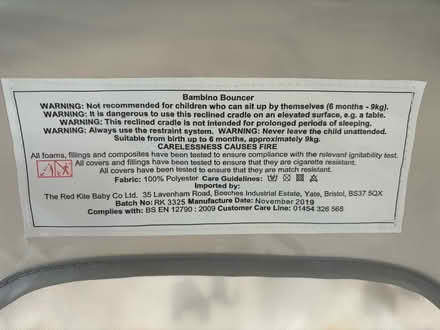 Bambino Bouncer
WARNING: Not recommended for children who can sit up by themselves (6 months - 9kg).
WARNING: It is dangerous to use this reclined cradle on an elevated surface, e.g. a table.
WARNING: This reclined cradle is not intended for prolonged periods of sleeping.
WARNING: Always use the restraint system. WARNING: Never leave the child unattended.
Suitable from birth up to 6 months, approximately 9kg.
CARELESSNESS CAUSES FIRE
All foams, fillings and composites have been tested to ensure compliance with the relevant ignitability test.
All covers and fillings have been tested to ensure that they are cigarette resistant.
All covers have been tested to ensure that they are match resistant.
Fabric: 100% Polyester Care Guidelines:
Imported by:
The Red Kite Baby Co Ltd. 35 Lavenham Road, Beeches Industrial Estate, Yate, Bristol, BS37 5QX
Batch No: RK 3325 Manufacture Date: November 2019
Complies with: BS EN 12790 : 2009 Customer Care Line: 01454 326 568